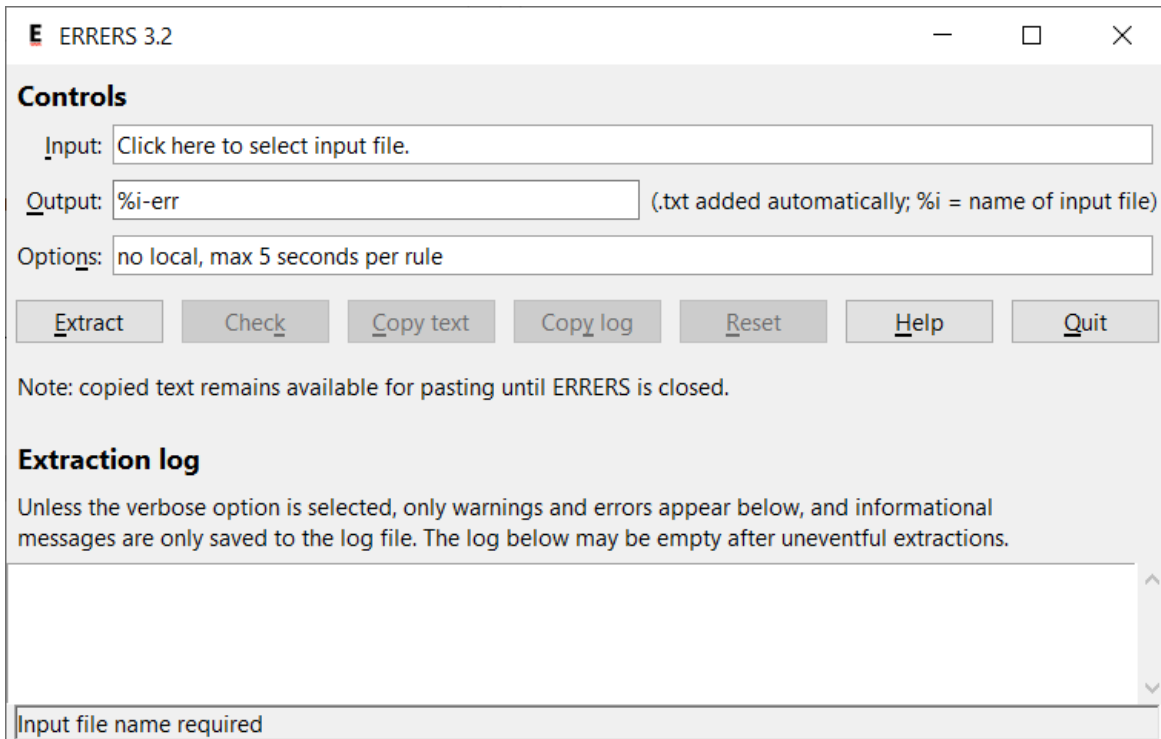 E ERRERS 3.2
Controls
Input: Click here to select input file.
Output: %i-err (.txt added automatically; %i = name of input file)
Options: no local, max 5 seconds per rule
Extract Check Copy text Copy log Reset Help Quit
Note: copied text remains available for pasting until ERRERS is closed.
Extraction log
Unless the verbose option is selected, only warnings and errors appear below, and informational
messages are only saved to the log file. The log below may be empty after uneventful extractions.
Input file name required